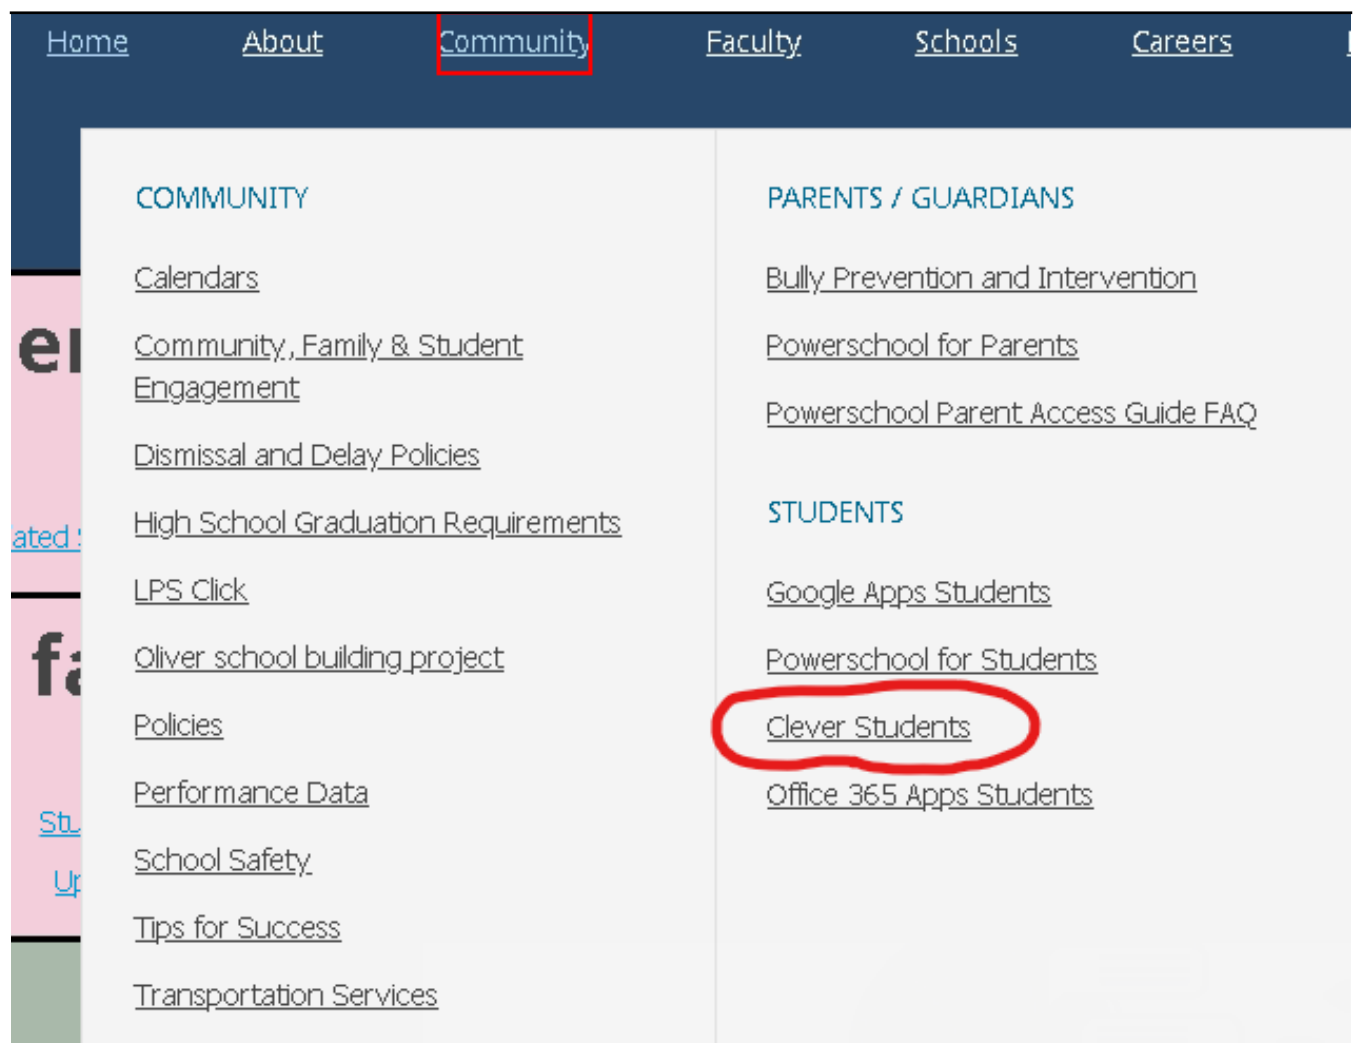 Home About Community Faculty Schools Careers
COMMUNITY
Calendars
Community, Family & Student
Engagement
Dismissal and Delay Policies
High School Graduation Requirements
LPS Click
Oliver school building project
Policies
Performance Data
School Safety
Tips for Success
Transportation Services
PARENTS / GUARDIANS
Bully Prevention and Intervention
Powerschool for Parents
Powerschool Parent Access Guide FAQ
STUDENTS
Google Apps Students
Powerschool for Students
Clever Students
Office 365 Apps Students